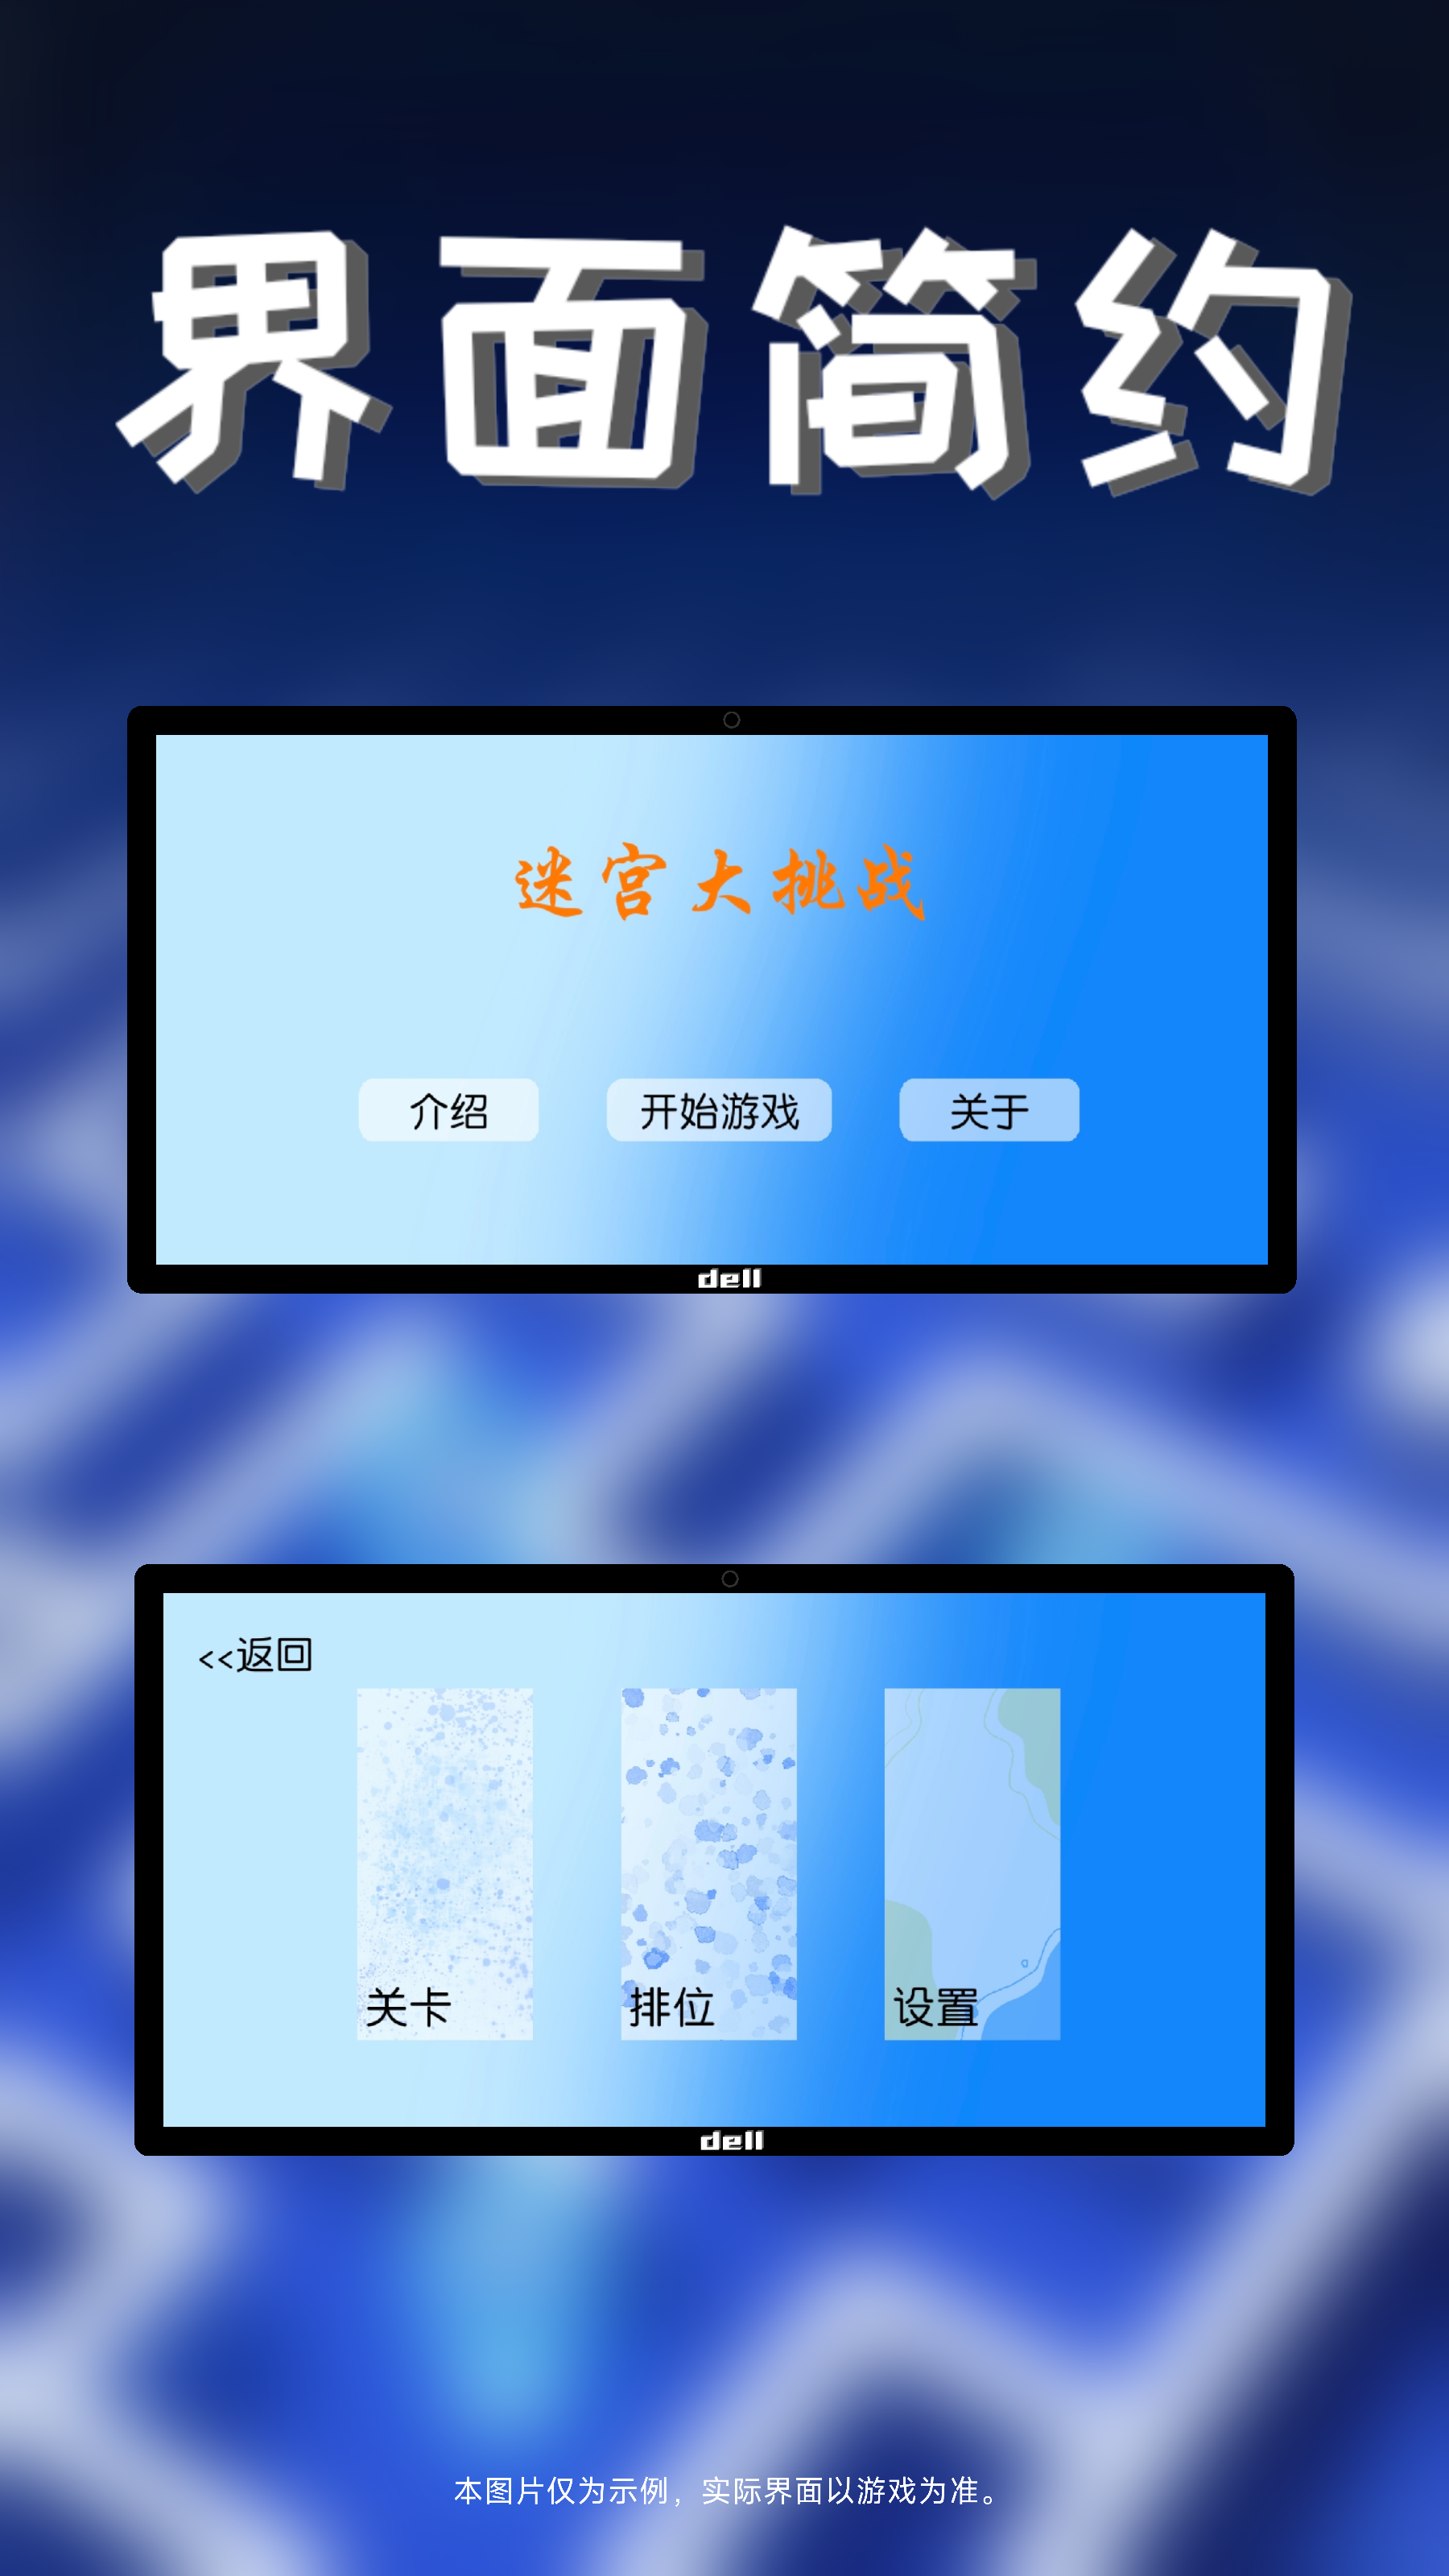 界面简约
迷宫大挑战
介绍 开始游戏 关于
dell
<<返回
关卡 排位 设置
dell
本图片仅为示例，实际界面以游戏为准。